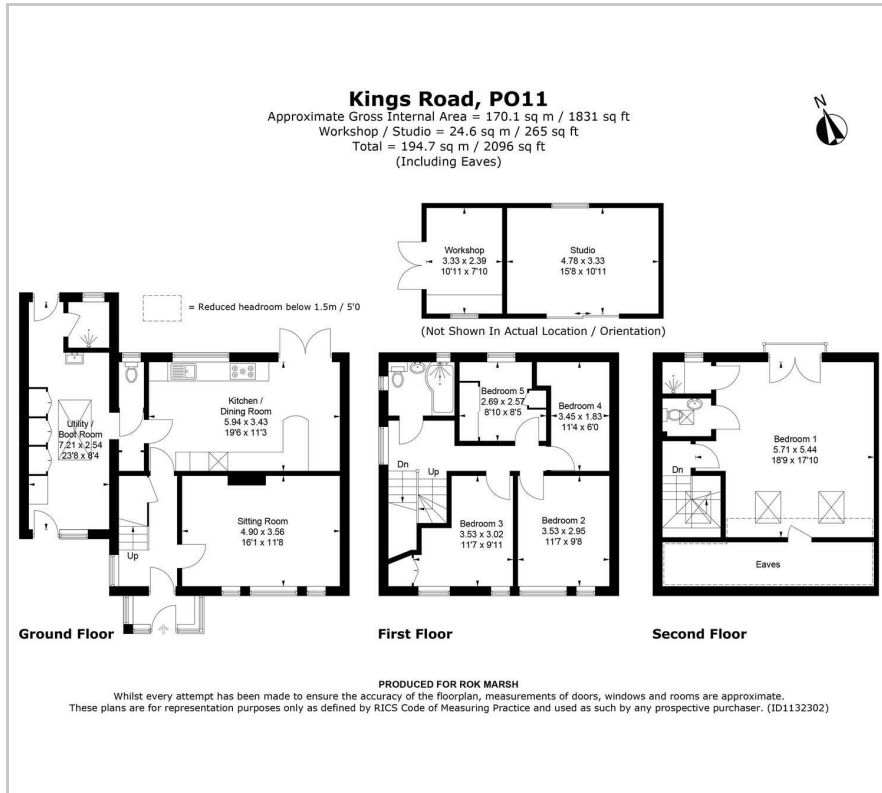 Kings Road, PO11
Approximate Gross Internal Area = 170.1 sq m / 1831 sq ft
Workshop / Studio = 24.6 sq m / 265 sq ft
Total = 194.7 sq m / 2096 sq ft
(Including Eaves)
N
Workshop
3.33 x 2.39
10'11 x 7'10
Studio
4.78 x 3.33
15'8 x 10'11
(Not Shown In Actual Location / Orientation)
= Reduced headroom below 1.5m / 5'0
Utility /
Boot Room
7.21 x 2.54
23'8 x 8'4
Kitchen /
Dining Room
5.94 x 3.43
19'6 x 11'3
Sitting Room
4.90 x 3.56
16'1 x 11'8
Up
Ground Floor
Bedroom 5
2.69 x 2.57
8'10 x 8'5
Bedroom 4
3.45 x 1.83
11'4 x 6'0
Dn
Up
Bedroom 3
3.53 x 3.02
11'7 x 9'11
Bedroom 2
3.53 x 2.95
11'7 x 9'8
First Floor
Bedroom 1
5.71 x 5.44
18'9 x 17'10
Dn
Eaves
Second Floor
PRODUCED FOR ROK MARSH
Whilst every attempt has been made to ensure the accuracy of the floorplan, measurements of doors, windows and rooms are approximate.
These plans are for representation purposes only as defined by RICS Code of Measuring Practice and used as such by any prospective purchaser. (ID1132302)